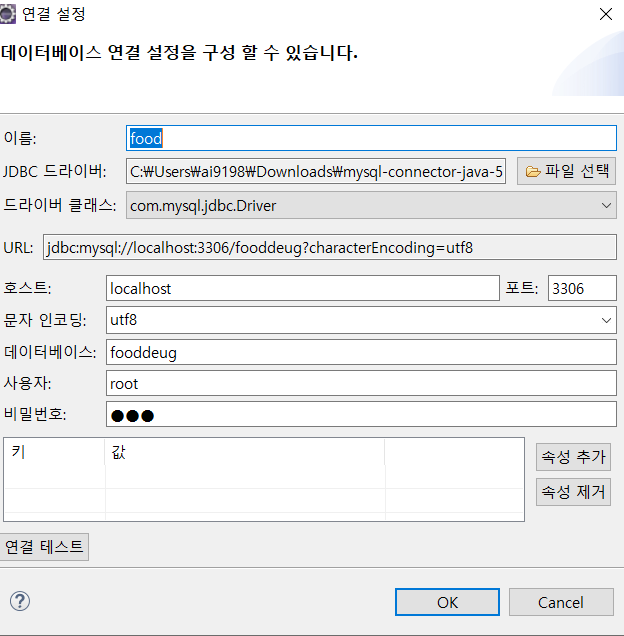 연결 설정
데이터베이스 연결 설정을 구성 할 수 있습니다.
이름: food
JDBC 드라이버: C:₩Users₩ai9198₩Downloads₩mysql-connector-java-5 파일 선택
드라이버 클래스: com.mysql.jdbc.Driver
URL: jdbc:mysql://localhost:3306/fooddeug?characterEncoding=utf8
호스트: localhost 포트: 3306
문자 인코딩: utf8
데이터베이스: fooddeug
사용자: root
비밀번호: ●●●
키 값
속성 추가
속성 제거
연결 테스트
? OK Cancel